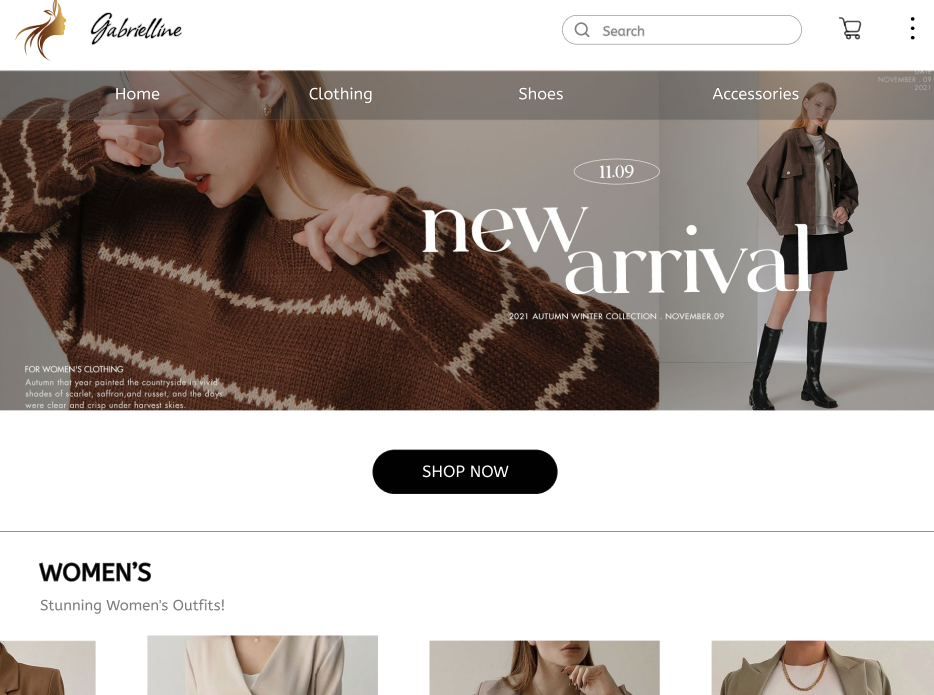 Gabrielline
Search
Home
Clothing
Shoes
Accessories
DATE
NOVEMBER . 09
2021
11.09
new
arrival
2021 AUTUMN WINTER COLLECTION . NOVEMBER.09
FOR WOMEN'S CLOTHING
Autumn that year painted the countryside in vivid
shades of scarlet, saffron,and russet, and the days
were clear and crisp under harvest skies.
SHOP NOW
WOMEN'S
Stunning Women's Outfits!